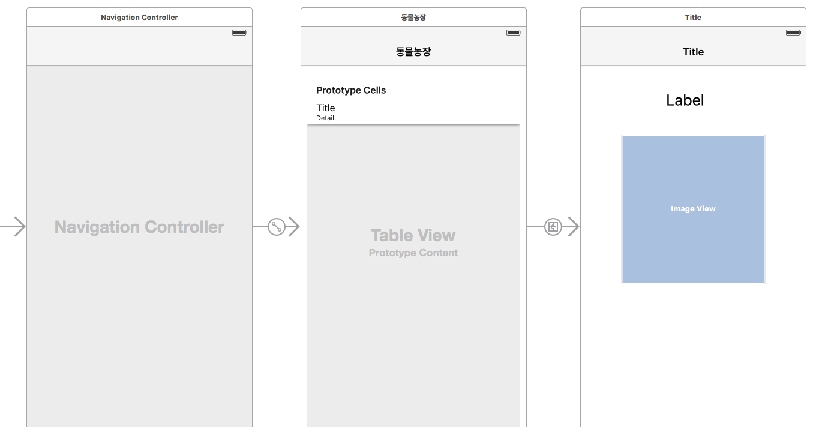 Navigation Controller
Navigation Controller
동물농장
동물농장
Prototype Cells
Title
Detail
Table View
Prototype Content
Title
Title
Label
Image View